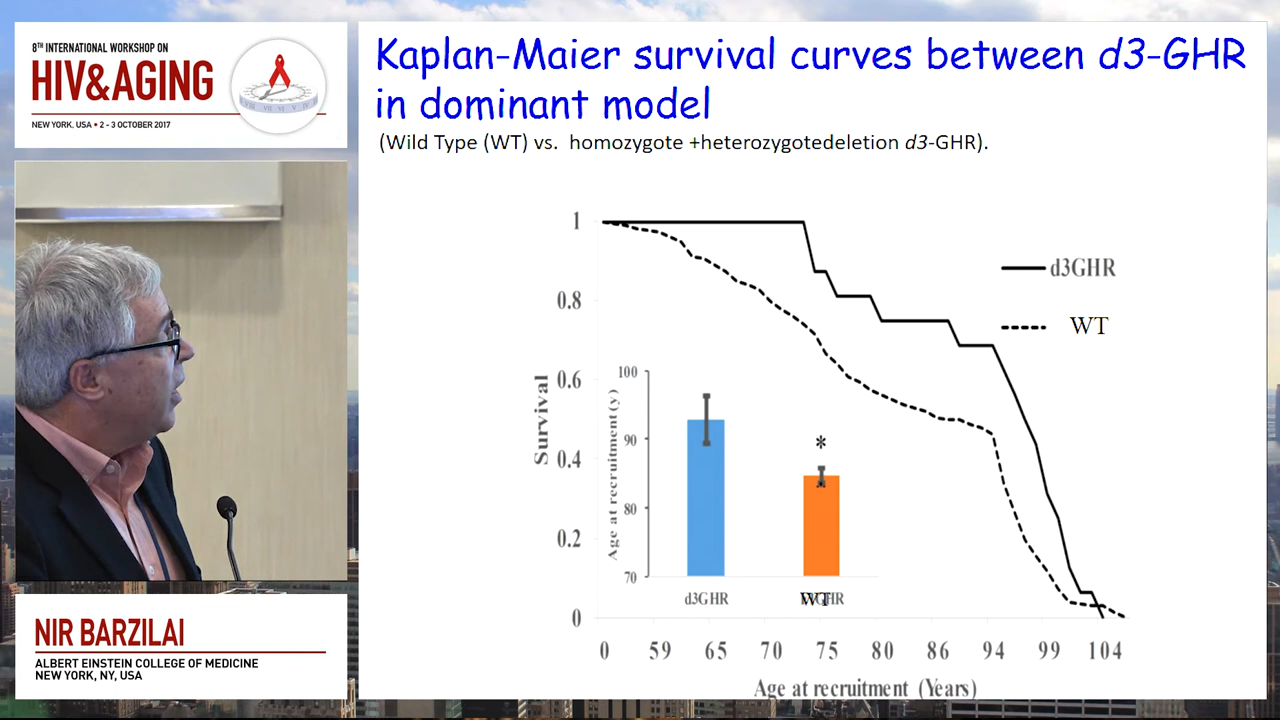 8TH INTERNATIONAL WORKSHOP ON
HIV&AGING
NEW YORK, USA • 2 - 3 OCTOBER 2017
Kaplan-Maier survival curves between d3-GHR
in dominant model
(Wild Type (WT) vs. homozygote +heterozygotedeletion d3-GHR).
1
0.8
0.6
0.4
0.2
0
Survival
d3GHR
WT
100
90
80
70
Age at recruitment (y)
*
d3GHR
WT
0 59 65 70 75 80 86 94 99 104
Age at recruitment (Years)
NIR BARZILAI
ALBERT EINSTEIN COLLEGE OF MEDICINE
NEW YORK, NY, USA